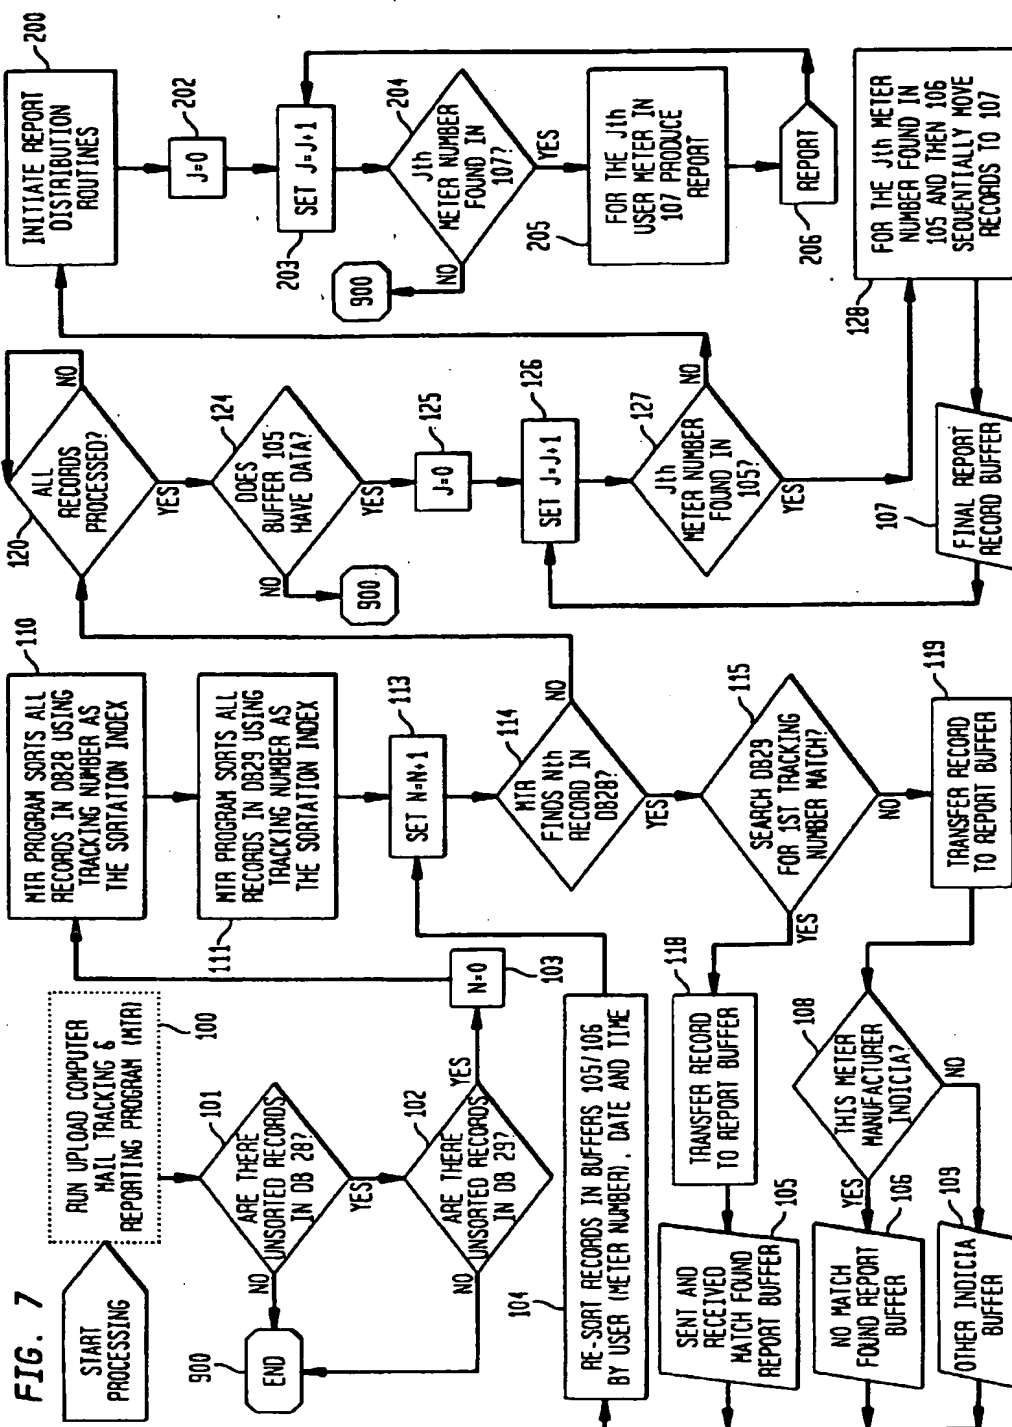 FIG. 7
START
PROCESSING
RUN UPLOAD COMPUTER
MAIL TRACKING &
REPORTING PROGRAM (MTR)
100
ARE THERE
UNSORTED RECORDS
IN DB 28?
101
NO
YES
END
900
ARE THERE
UNSORTED RECORDS
IN DB 29?
102
NO
YES
N=0
103
104
RE-SORT RECORDS IN BUFFERS 105/106
BY USER (METER NUMBER), DATE AND TIME
TRANSFER RECORD
TO REPORT BUFFER
118
SENT AND
RECEIVED
MATCH FOUND
REPORT BUFFER
105
THIS METER
MANUFACTURER
INDICIA?
108
YES
NO
NO MATCH
FOUND REPORT
BUFFER
106
OTHER INDICIA
BUFFER
109
MTR PROGRAM SORTS ALL
RECORDS IN DB28 USING
TRACKING NUMBER AS
THE SORTATION INDEX
110
MTR PROGRAM SORTS ALL
RECORDS IN DB29 USING
TRACKING NUMBER AS
THE SORTATION INDEX
111
SET N=N+1
113
MTR
FINDS Nth
RECORD IN
DB28?
114
NO
YES
SEARCH DB29
FOR 1ST TRACKING
NUMBER MATCH?
115
YES
NO
TRANSFER RECORD
TO REPORT BUFFER
119
ALL
RECORDS
PROCESSED?
120
NO
YES
DOES
BUFFER 105
HAVE DATA?
124
NO
900
YES
J=0
125
SET J=J+1
126
Jth
METER NUMBER
FOUND IN
105?
127
NO
YES
FINAL REPORT
RECORD BUFFER
107
INITIATE REPORT
DISTRIBUTION
ROUTINES
200
J=0
202
SET J=J+1
203
Jth
METER NUMBER
FOUND IN
107?
204
NO
900
YES
FOR THE Jth
USER METER IN
107 PRODUCE
REPORT
205
REPORT
206
FOR THE Jth METER
NUMBER FOUND IN
105 AND THEN 106
SEQUENTIALLY MOVE
RECORDS TO 107
128